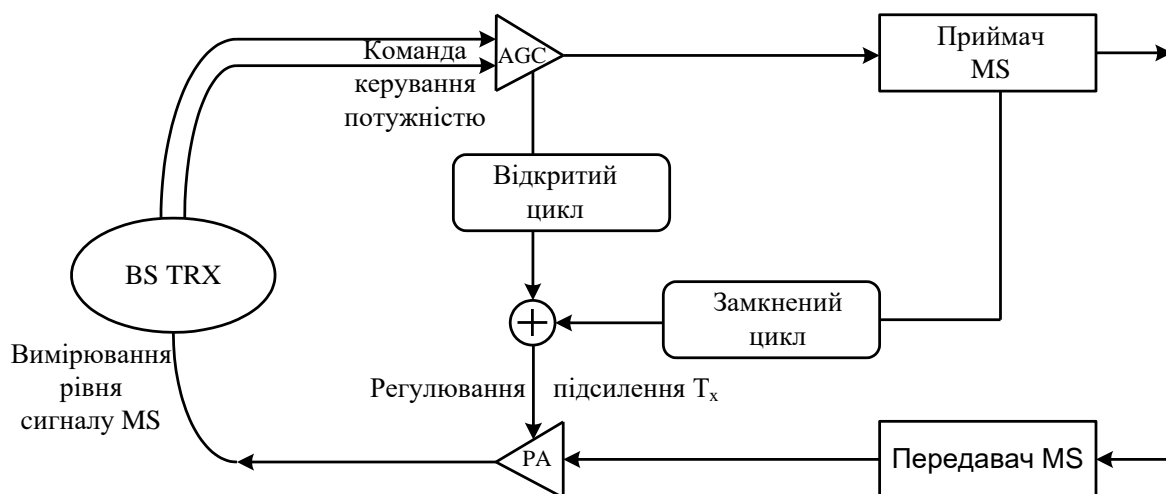 Команда
керування
потужністю
AGC
Приймач
MS
Відкритий
цикл
BS TRX
Замкнений
цикл
Вимірювання
рівня
сигналу MS
Регулювання підсилення Tx
PA
Передавач MS